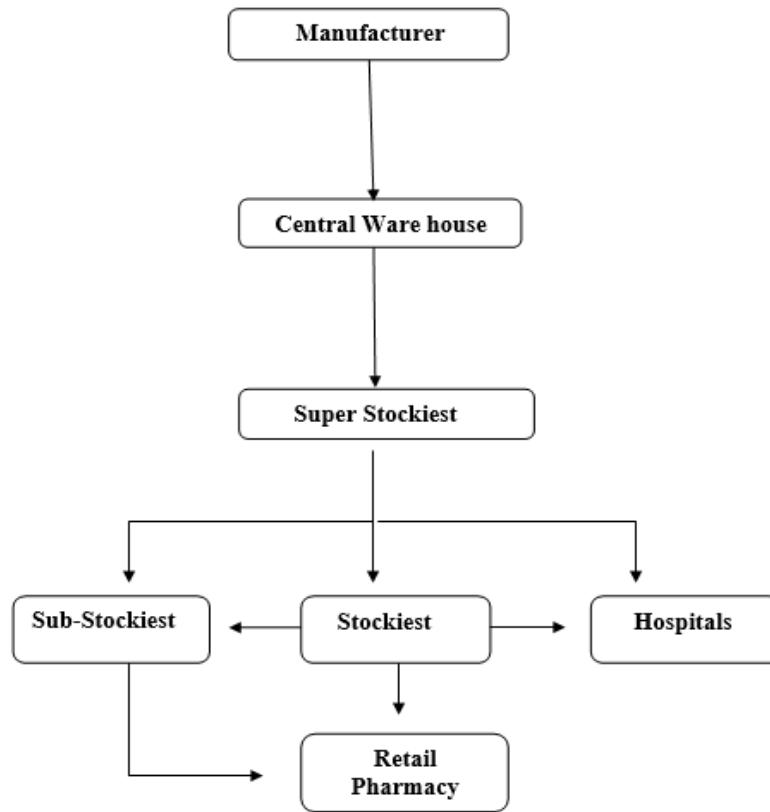 Manufacturer
Central Ware house
Super Stockiest
Sub-Stockiest
Stockiest
Hospitals
Retail
Pharmacy